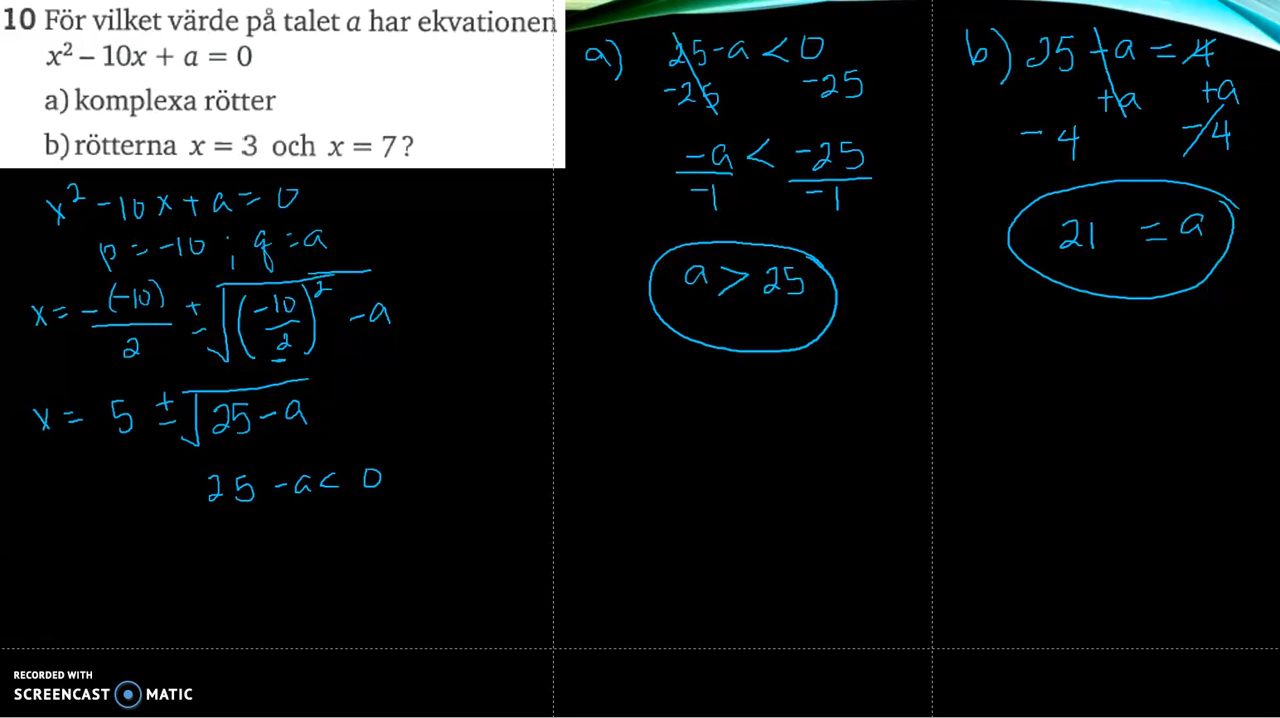 10 För vilket värde på talet a har ekvationen
x² – 10x + a = 0
a) komplexa rötter
b) rötterna x = 3 och x = 7?
x² - 10x + a = 0
p = -10 ; q = a
x = -(-10)/2 ± √((-10/2)² - a
x = 5 ± √25 - a
25 - a < 0
a) 25 - a < 0
-25 -25
-a/-1 < -25/-1
a > 25
b) 25 - a = 4
+a +a
-4 -4
21 = a
RECORDED WITH
SCREENCAST MATIC